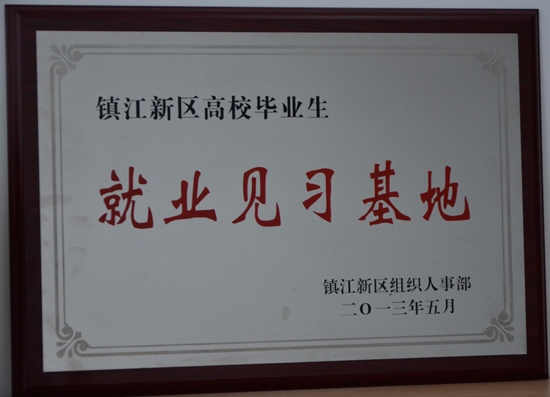 镇江新区高校毕业生
就业见习基地
镇江新区组织人事部
二〇一三年五月